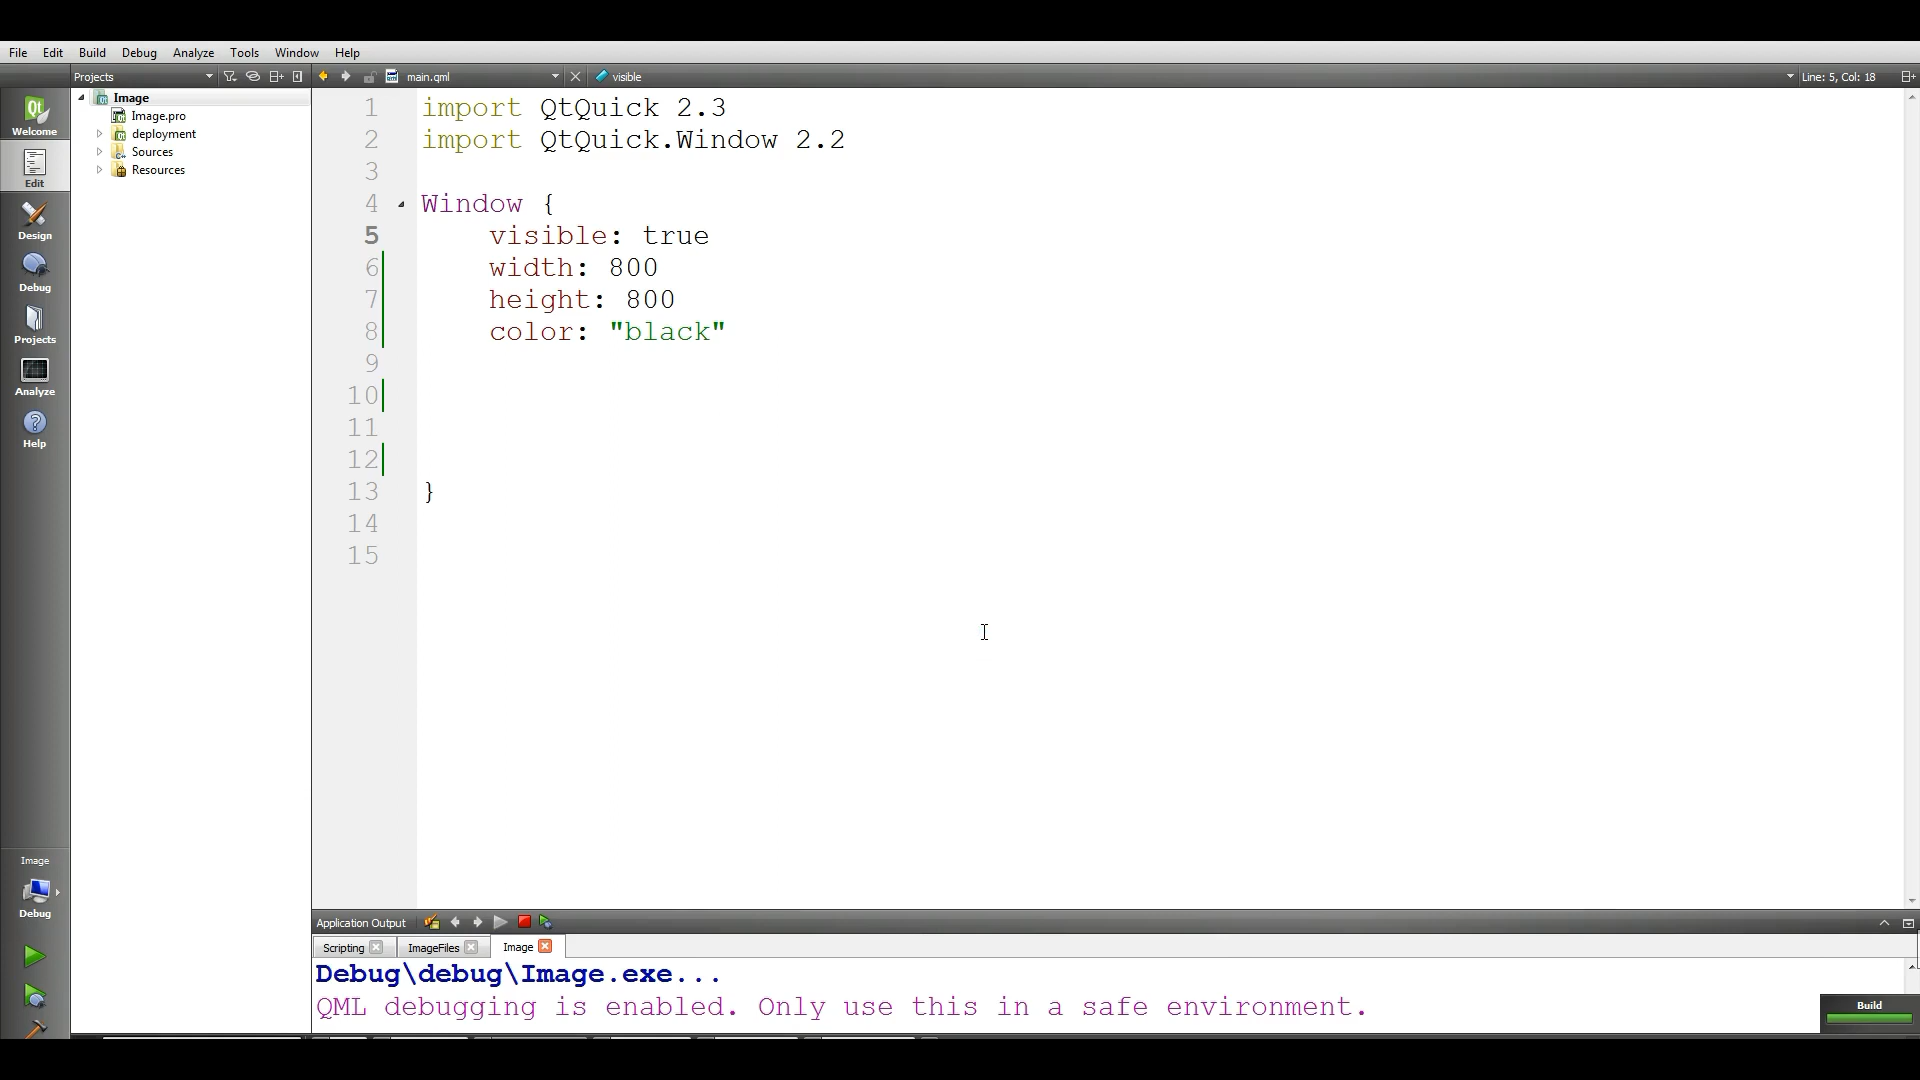 File Edit Build Debug Analyze Tools Window Help
Projects main.qml visible Line: 5, Col: 18
Welcome
Edit
Design
Debug
Projects
Analyze
Help
Image
Debug
Image
Image.pro
deployment
Sources
Resources
1 import QtQuick 2.3
2 import QtQuick.Window 2.2
3
4 Window {
5 visible: true
6 width: 800
7 height: 800
8 color: "black"
9
10
11
12
13 }
14
15
Application Output
Scripting ImageFiles Image
Debug\debug\Image.exe...
QML debugging is enabled. Only use this in a safe environment.
Build